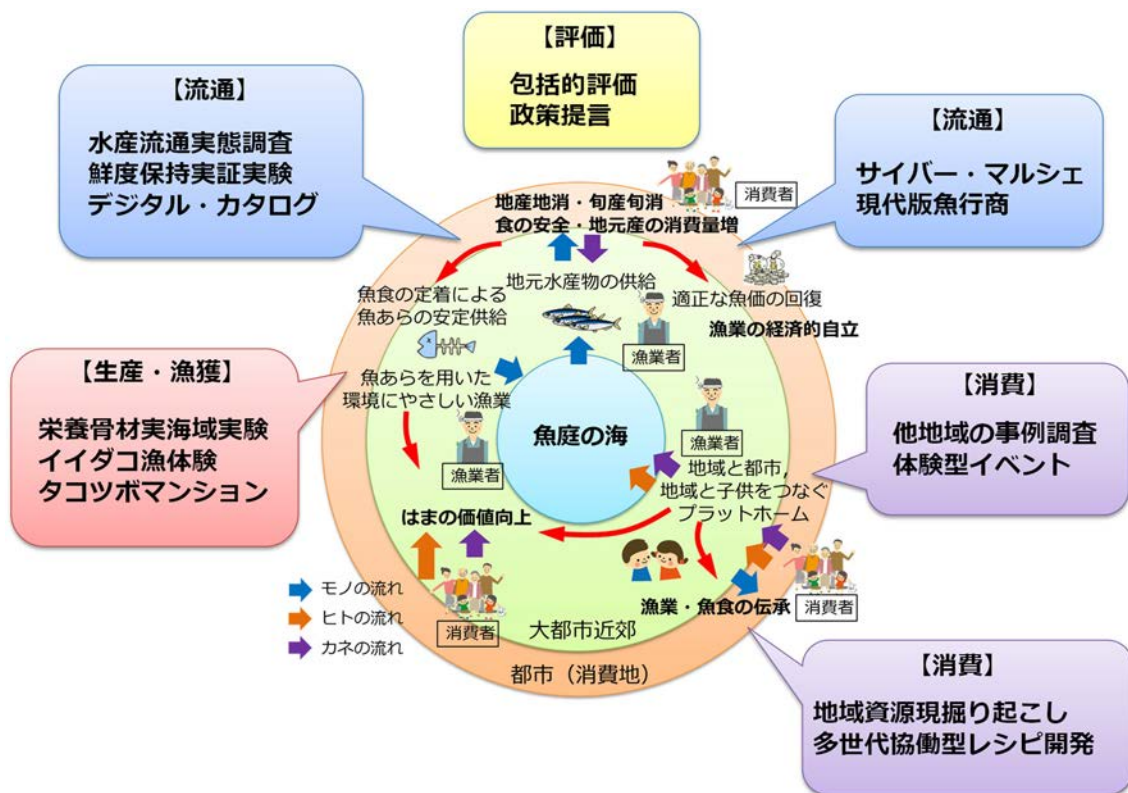 【評価】
包括的評価
政策提言
【流通】
水産流通実態調査
鮮度保持実証実験
デジタル・カタログ
【流通】
サイバー・マルシェ
現代版魚行商
消費者
地産地消・旬産旬消
食の安全・地元産の消費量増
地元水産物の供給
魚食の定着による
魚あらの安定供給
適正な魚価の回復
漁業の経済的自立
漁業者
【生産・漁獲】
栄養骨材実海域実験
イイダコ漁体験
タコツボマンション
魚あらを用いた
環境にやさしい漁業
漁業者
魚庭の海
漁業者
地域と都市，
地域と子供をつなぐ
プラットホーム
【消費】
他地域の事例調査
体験型イベント
はまの価値向上
モノの流れ
ヒトの流れ
カネの流れ
消費者
漁業・魚食の伝承
消費者
大都市近郊
都市（消費地）
【消費】
地域資源現掘り起こし
多世代協働型レシピ開発